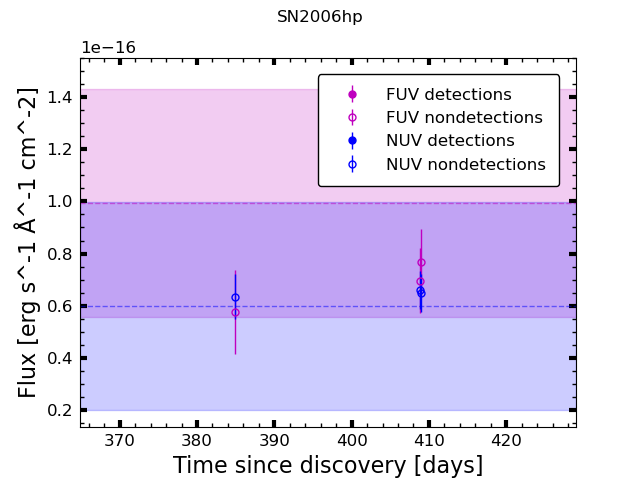 SN2006hp
1e−16
FUV detections
FUV nondetections
NUV detections
NUV nondetections
1.4
1.2
1.0
0.8
0.6
0.4
0.2
Flux [erg s^-1 Å^-1 cm^-2]
370
380
390
400
410
420
Time since discovery [days]